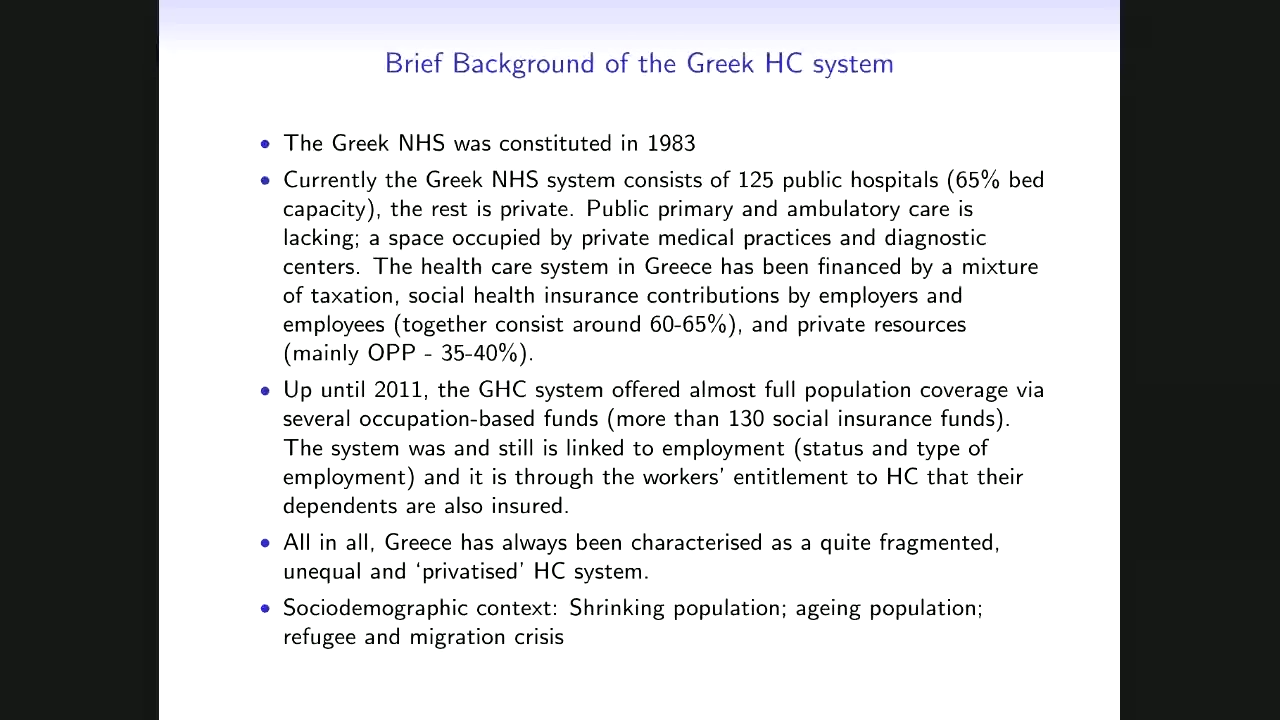 Brief Background of the Greek HC system
• The Greek NHS was constituted in 1983
• Currently the Greek NHS system consists of 125 public hospitals (65% bed
capacity), the rest is private. Public primary and ambulatory care is
lacking; a space occupied by private medical practices and diagnostic
centers. The health care system in Greece has been financed by a mixture
of taxation, social health insurance contributions by employers and
employees (together consist around 60-65%), and private resources
(mainly OPP - 35-40%).
• Up until 2011, the GHC system offered almost full population coverage via
several occupation-based funds (more than 130 social insurance funds).
The system was and still is linked to employment (status and type of
employment) and it is through the workers' entitlement to HC that their
dependents are also insured.
• All in all, Greece has always been characterised as a quite fragmented,
unequal and ‘privatised’ HC system.
• Sociodemographic context: Shrinking population; ageing population;
refugee and migration crisis